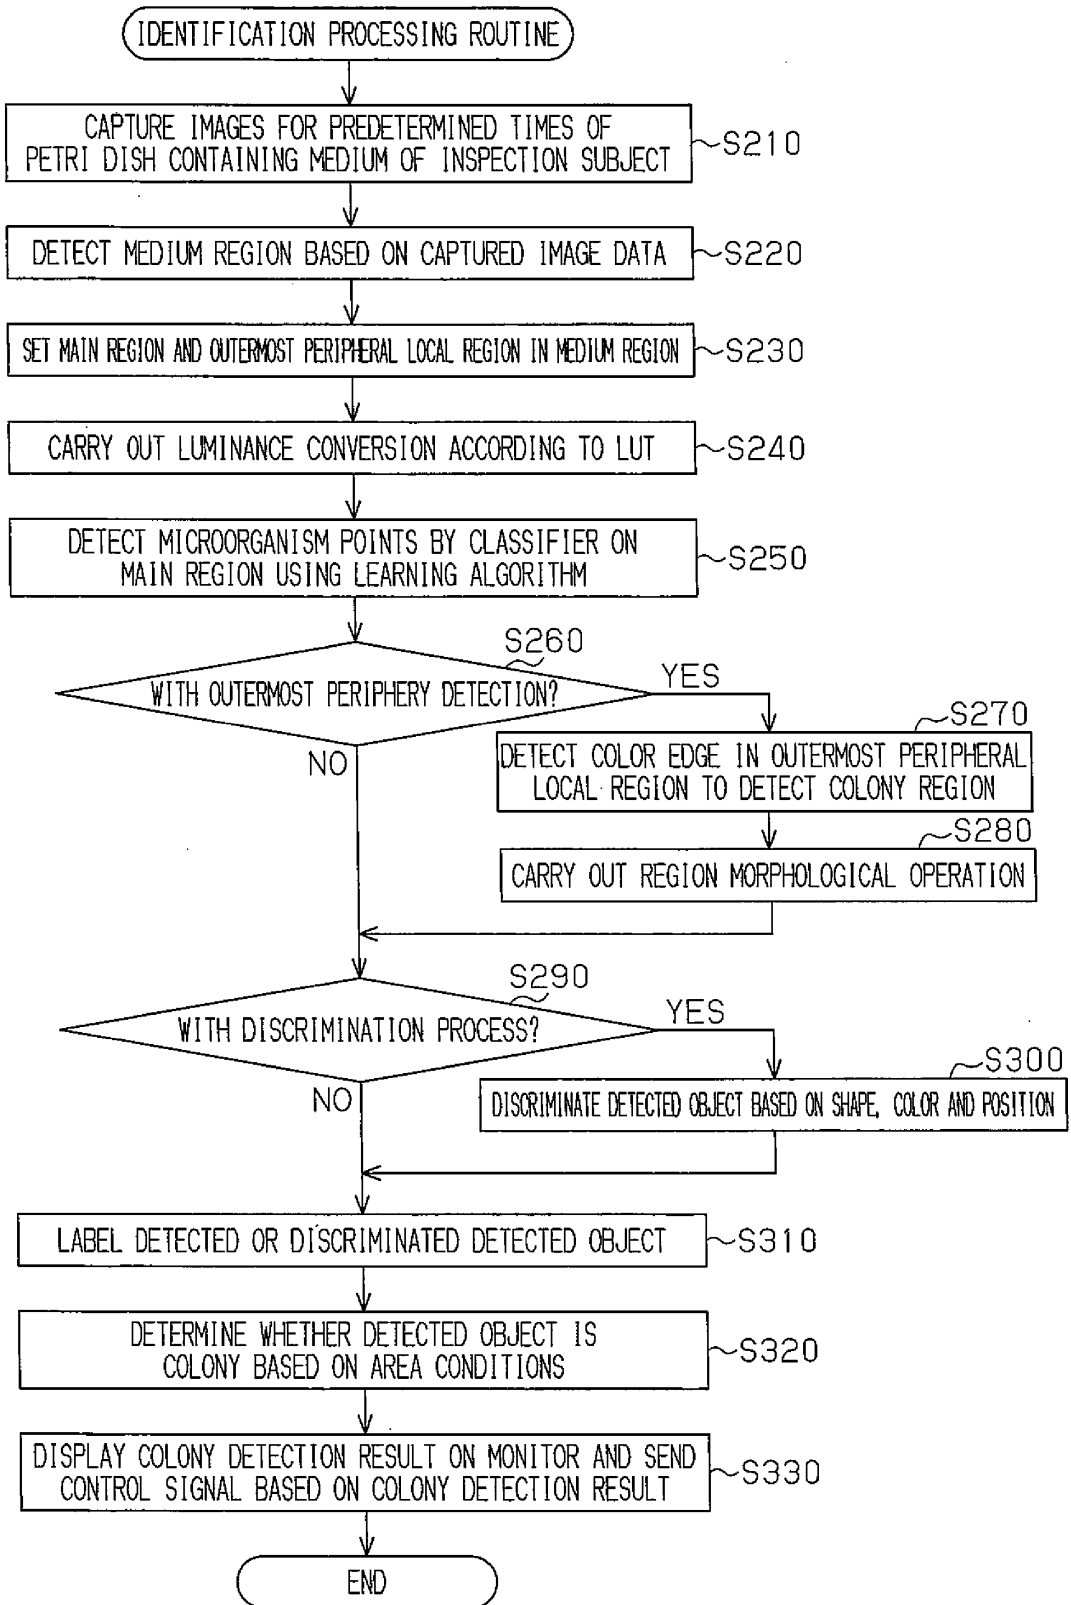 IDENTIFICATION PROCESSING ROUTINE
CAPTURE IMAGES FOR PREDETERMINED TIMES OF
PETRI DISH CONTAINING MEDIUM OF INSPECTION SUBJECT
S210
DETECT MEDIUM REGION BASED ON CAPTURED IMAGE DATA
S220
SET MAIN REGION AND OUTERMOST PERIPHERAL LOCAL REGION IN MEDIUM REGION
S230
CARRY OUT LUMINANCE CONVERSION ACCORDING TO LUT
S240
DETECT MICROORGANISM POINTS BY CLASSIFIER ON
MAIN REGION USING LEARNING ALGORITHM
S250
S260
WITH OUTERMOST PERIPHERY DETECTION?
YES
NO
S270
DETECT COLOR EDGE IN OUTERMOST PERIPHERAL
LOCAL REGION TO DETECT COLONY REGION
S280
CARRY OUT REGION MORPHOLOGICAL OPERATION
S290
WITH DISCRIMINATION PROCESS?
YES
NO
S300
DISCRIMINATE DETECTED OBJECT BASED ON SHAPE, COLOR AND POSITION
LABEL DETECTED OR DISCRIMINATED DETECTED OBJECT
S310
DETERMINE WHETHER DETECTED OBJECT IS
COLONY BASED ON AREA CONDITIONS
S320
DISPLAY COLONY DETECTION RESULT ON MONITOR AND SEND
CONTROL SIGNAL BASED ON COLONY DETECTION RESULT
S330
END